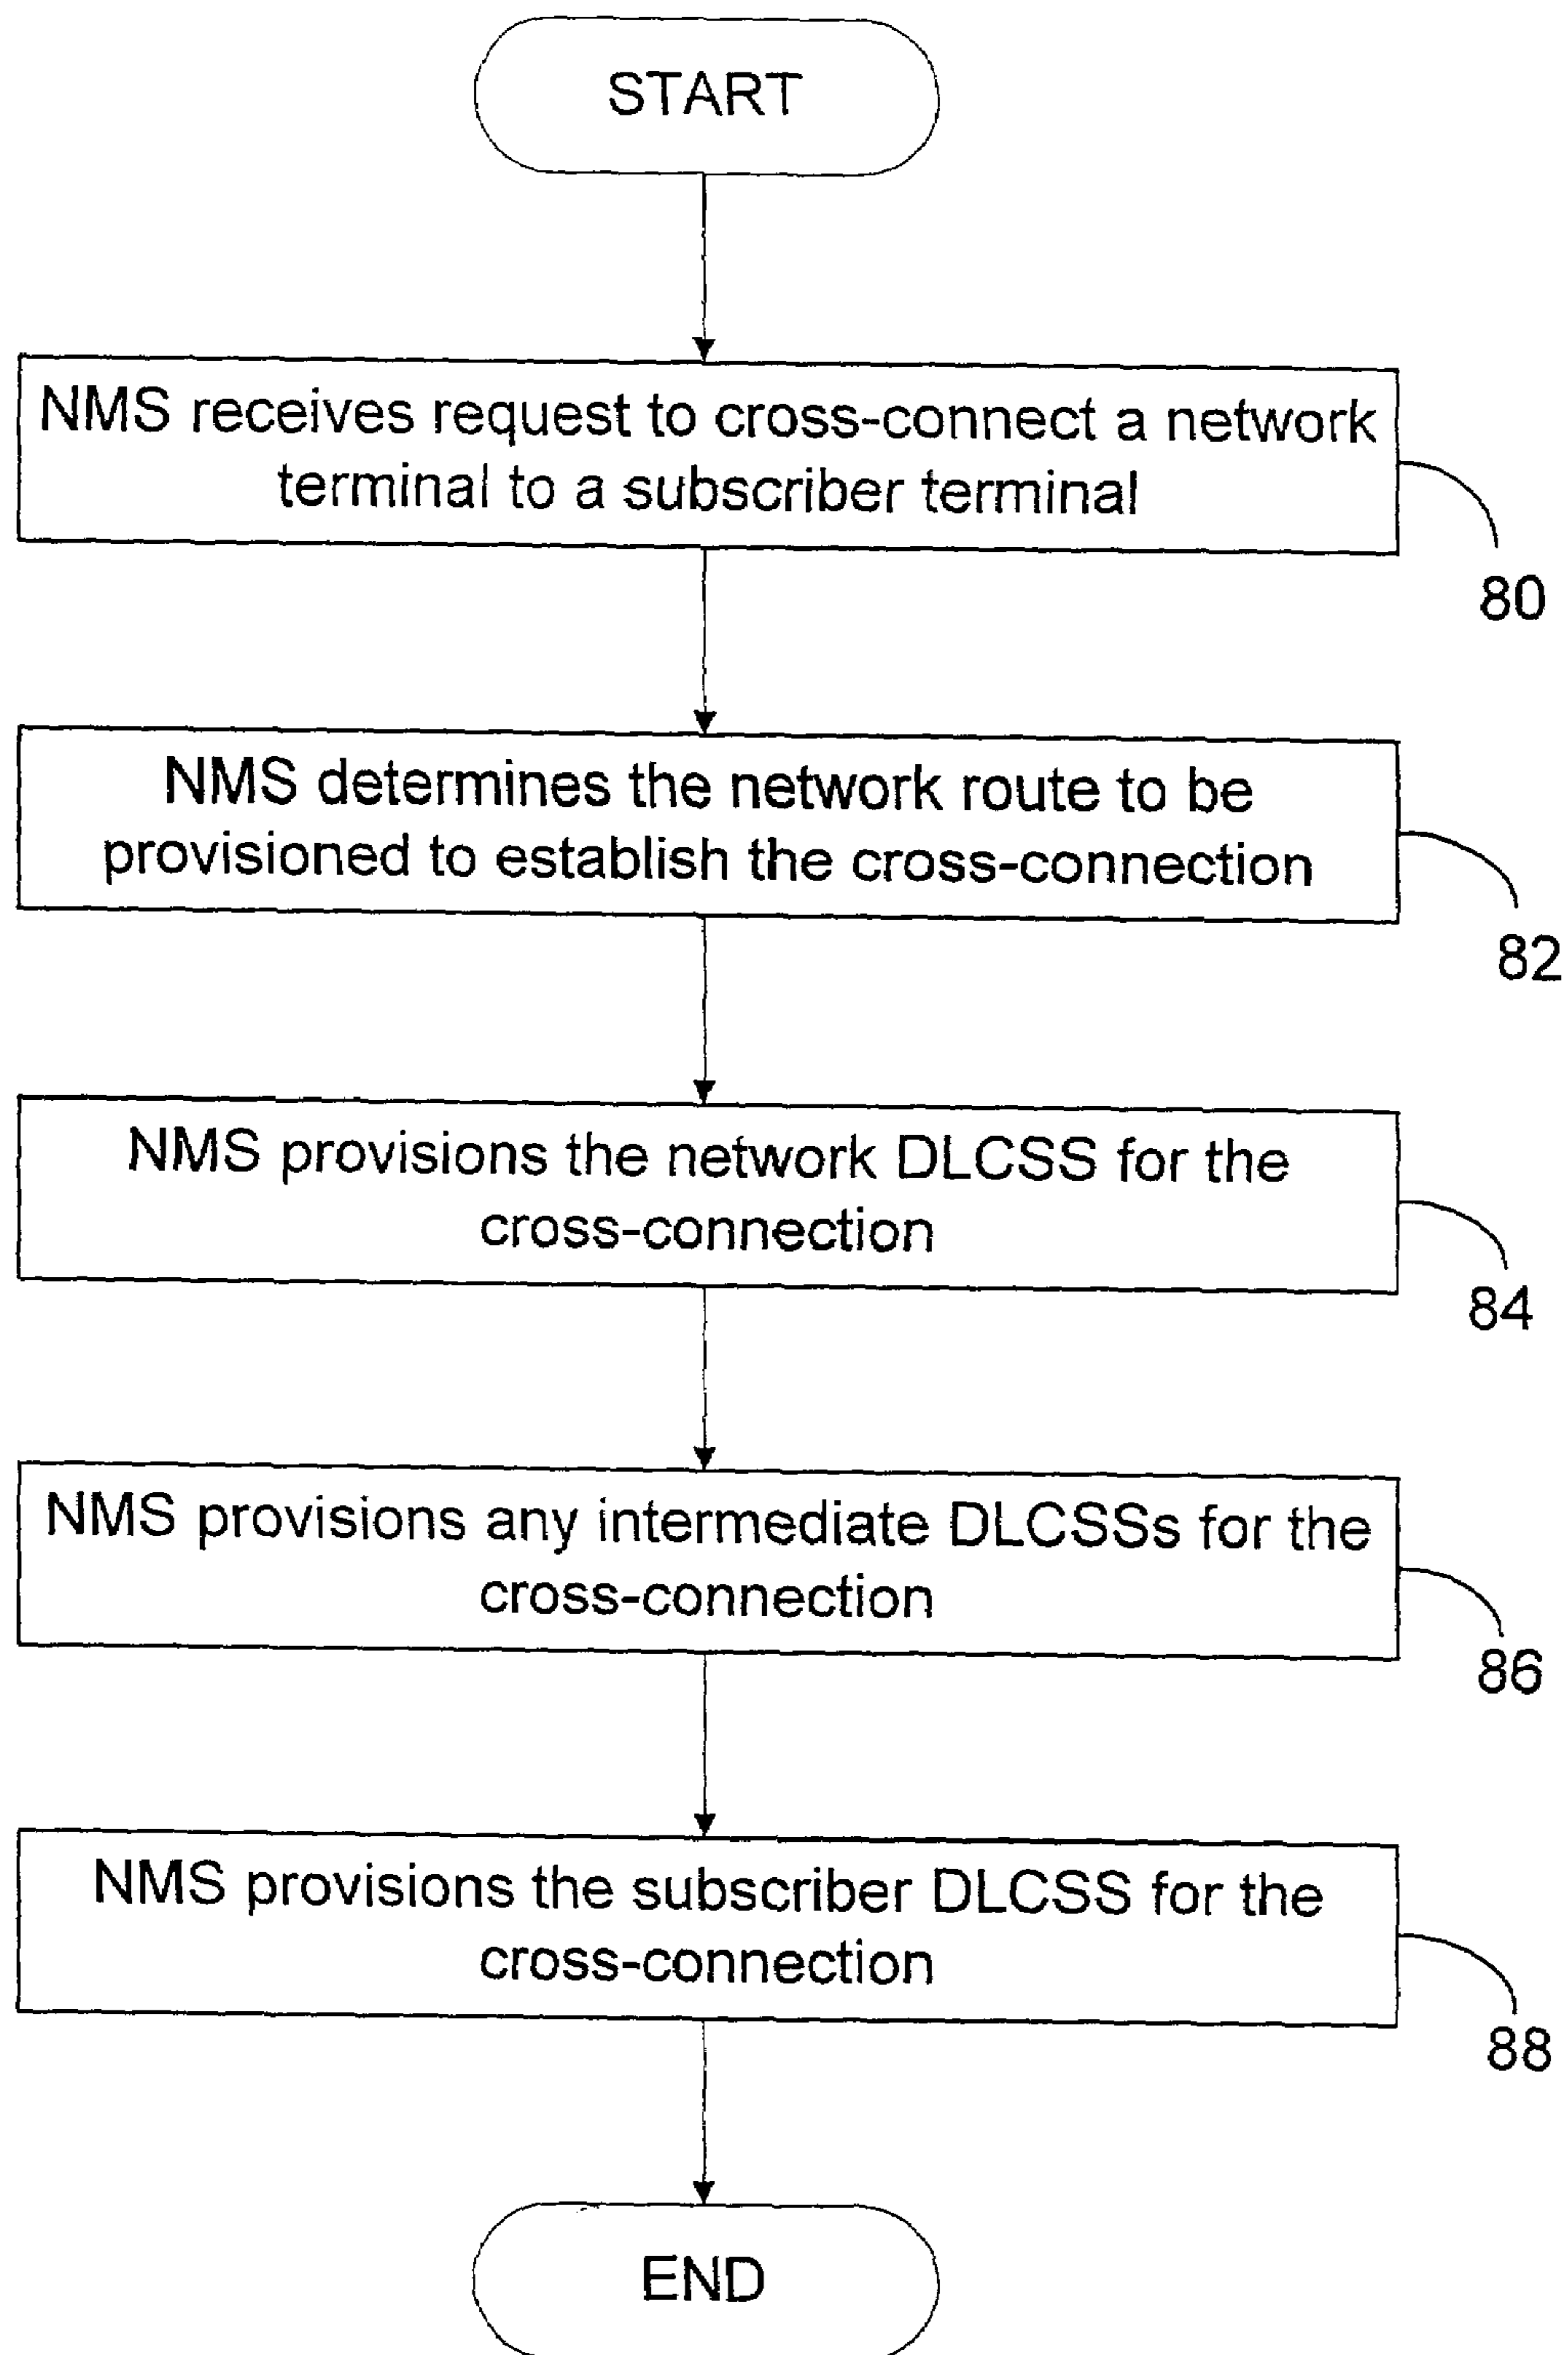 START
NMS receives request to cross-connect a network
terminal to a subscriber terminal
80
NMS determines the network route to be
provisioned to establish the cross-connection
82
NMS provisions the network DLCSS for the
cross-connection
84
NMS provisions any intermediate DLCSSs for the
cross-connection
86
NMS provisions the subscriber DLCSS for the
cross-connection
88
END